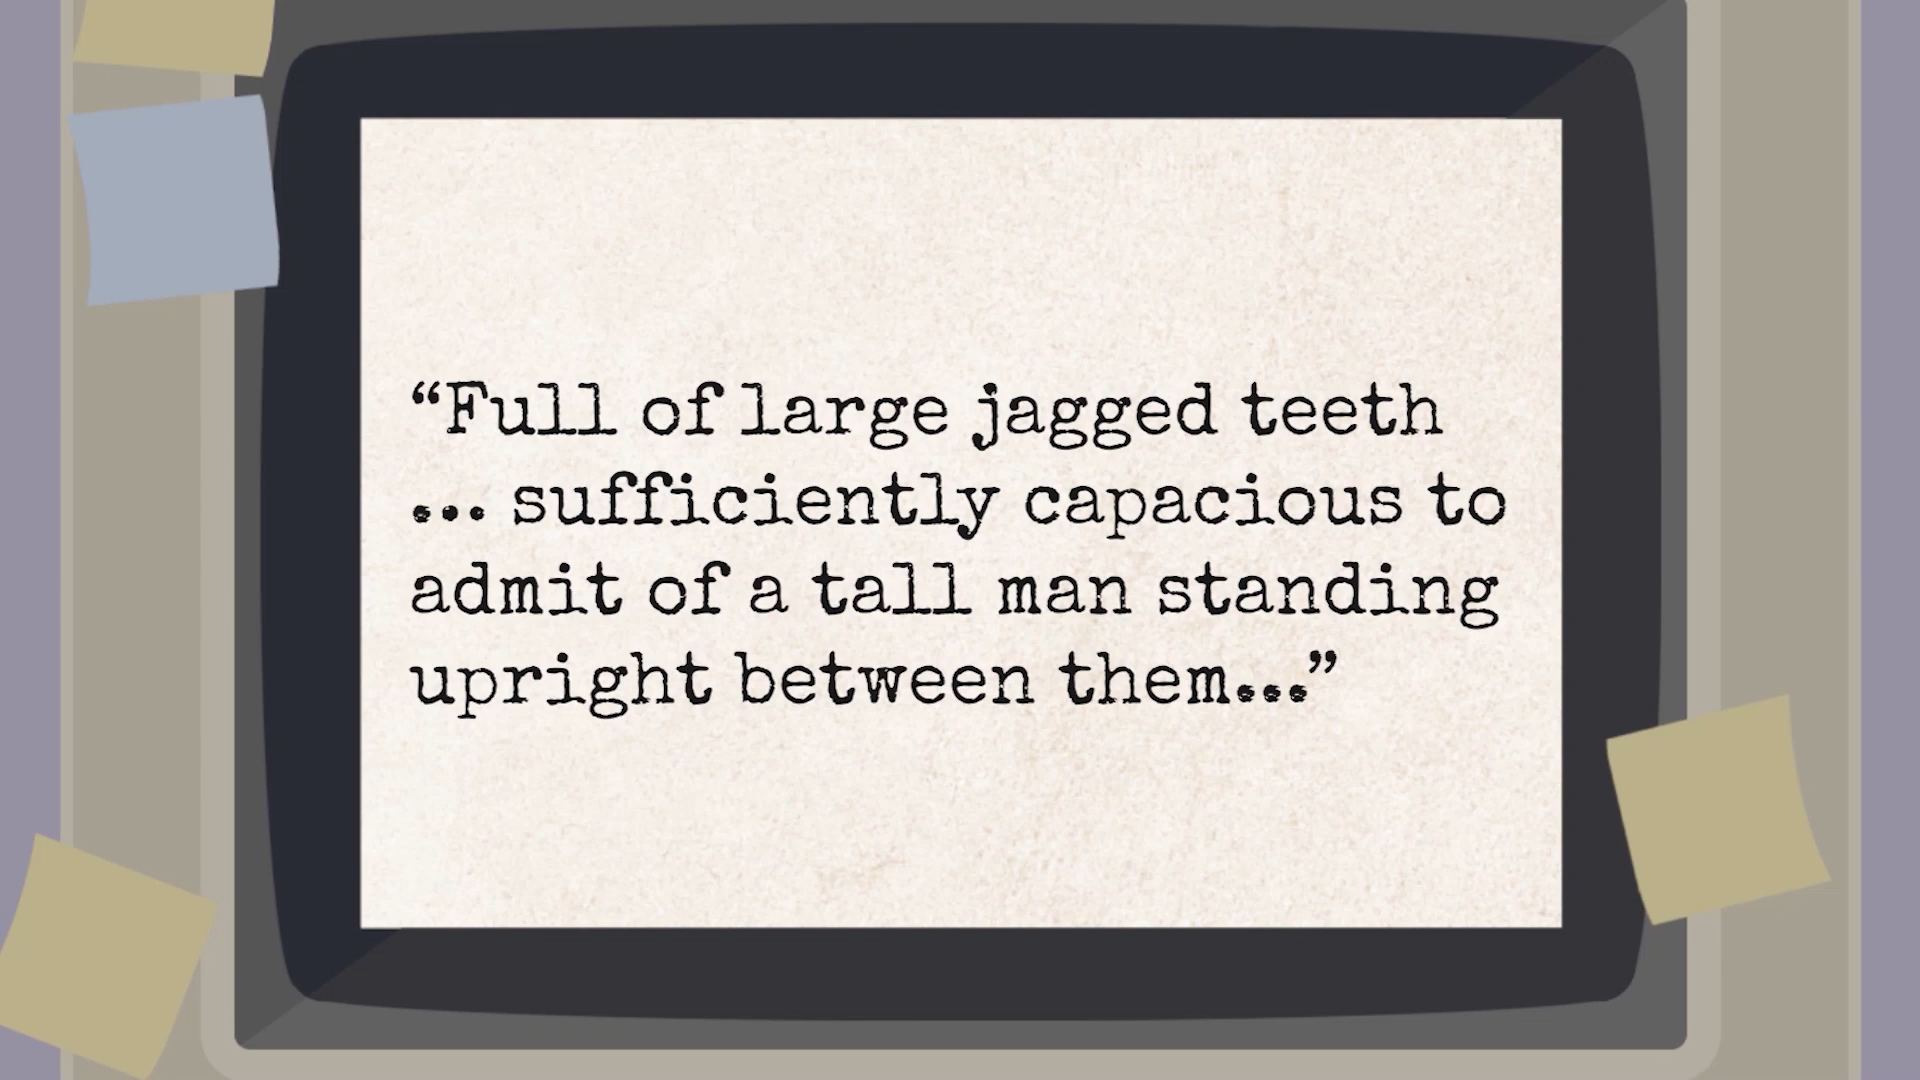 “Full of large jagged teeth
... sufficiently capacious to
admit of a tall man standing
upright between them...”